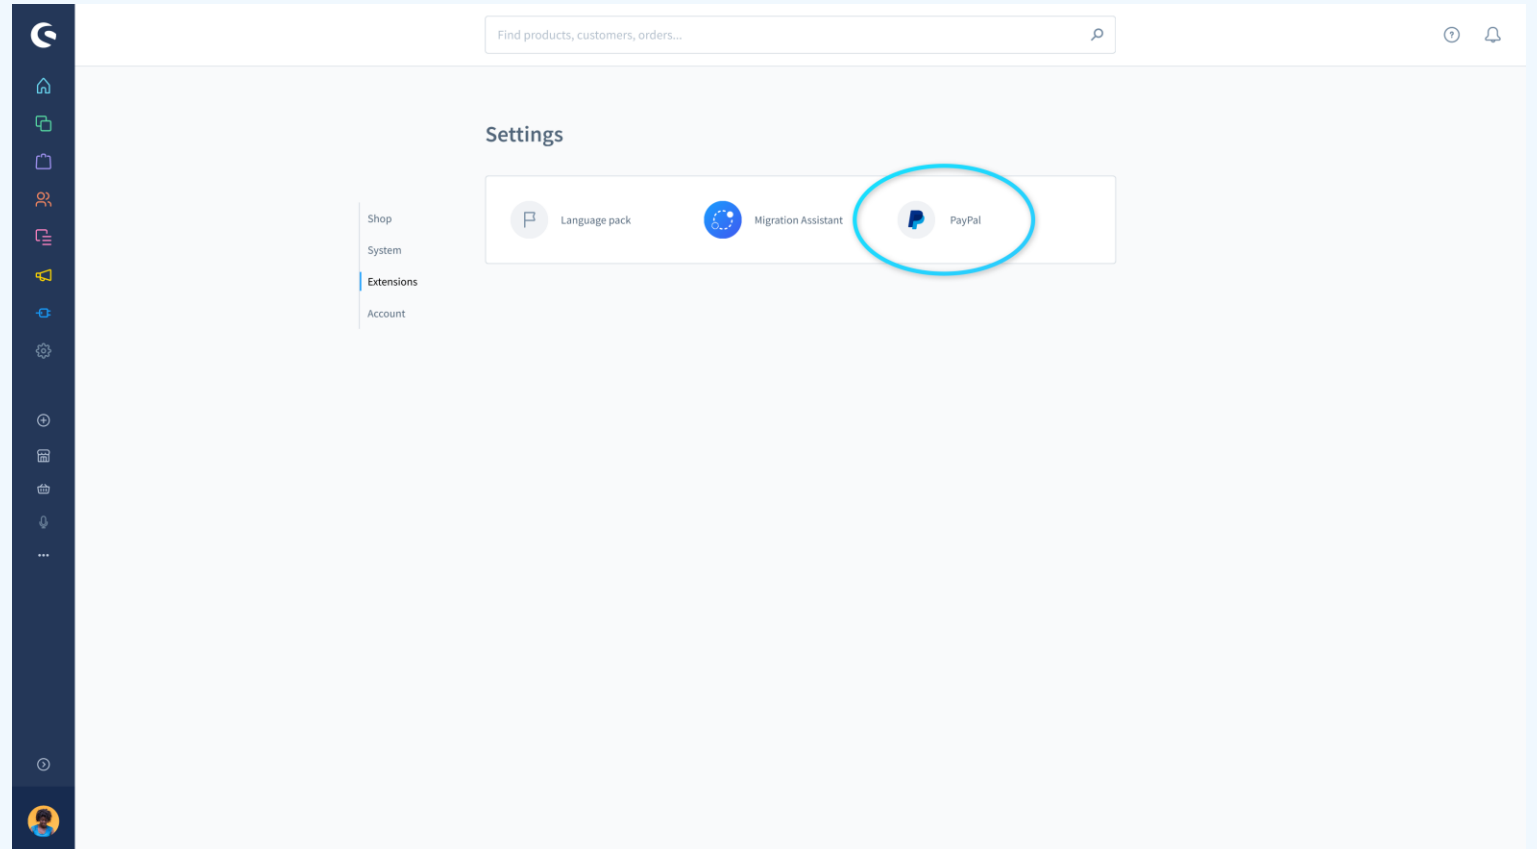 Find products, customers, orders...
Settings
Shop
System
Extensions
Account
Language pack
Migration Assistant
PayPal